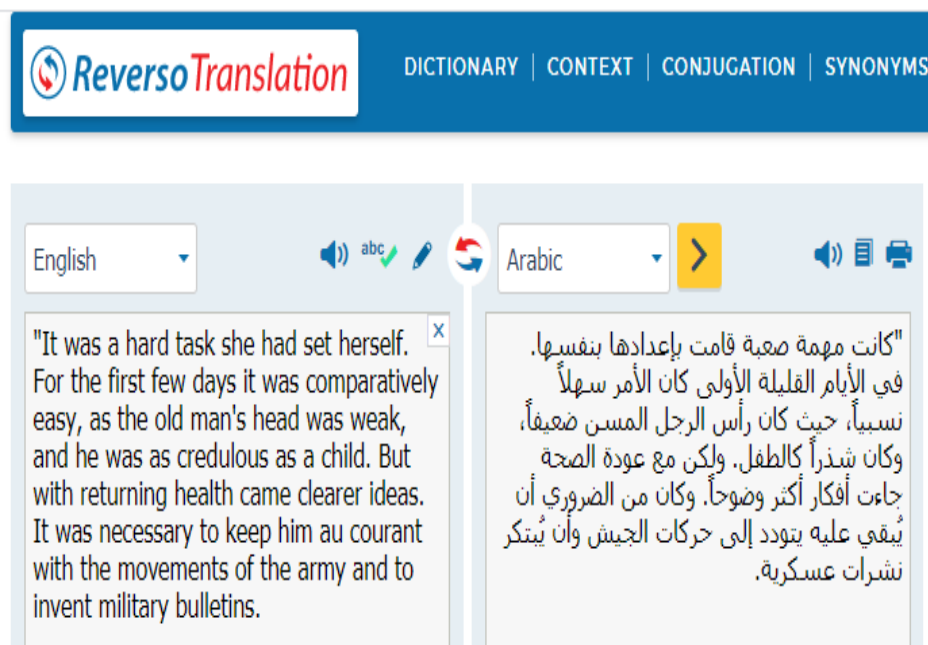 Reverso Translation
DICTIONARY | CONTEXT | CONJUGATION | SYNONYMS
English
abc
Arabic
x
"It was a hard task she had set herself.
For the first few days it was comparatively
easy, as the old man's head was weak,
and he was as credulous as a child. But
with returning health came clearer ideas.
It was necessary to keep him au courant
with the movements of the army and to
invent military bulletins.
"كانت مهمة صعبة قامت بإعدادها بنفسها.
في الأيام القليلة الأولى كان الأمر سهلاً
نسبياً، حيث كان رأس الرجل المسن ضعيفاً،
وكان شذراً كالطفل. ولكن مع عودة الصحة
جاءت أفكار أكثر وضوحاً. وكان من الضروري أن
يُبقي عليه يتودد إلى حركات الجيش وأن يُبتكر
نشرات عسكرية.